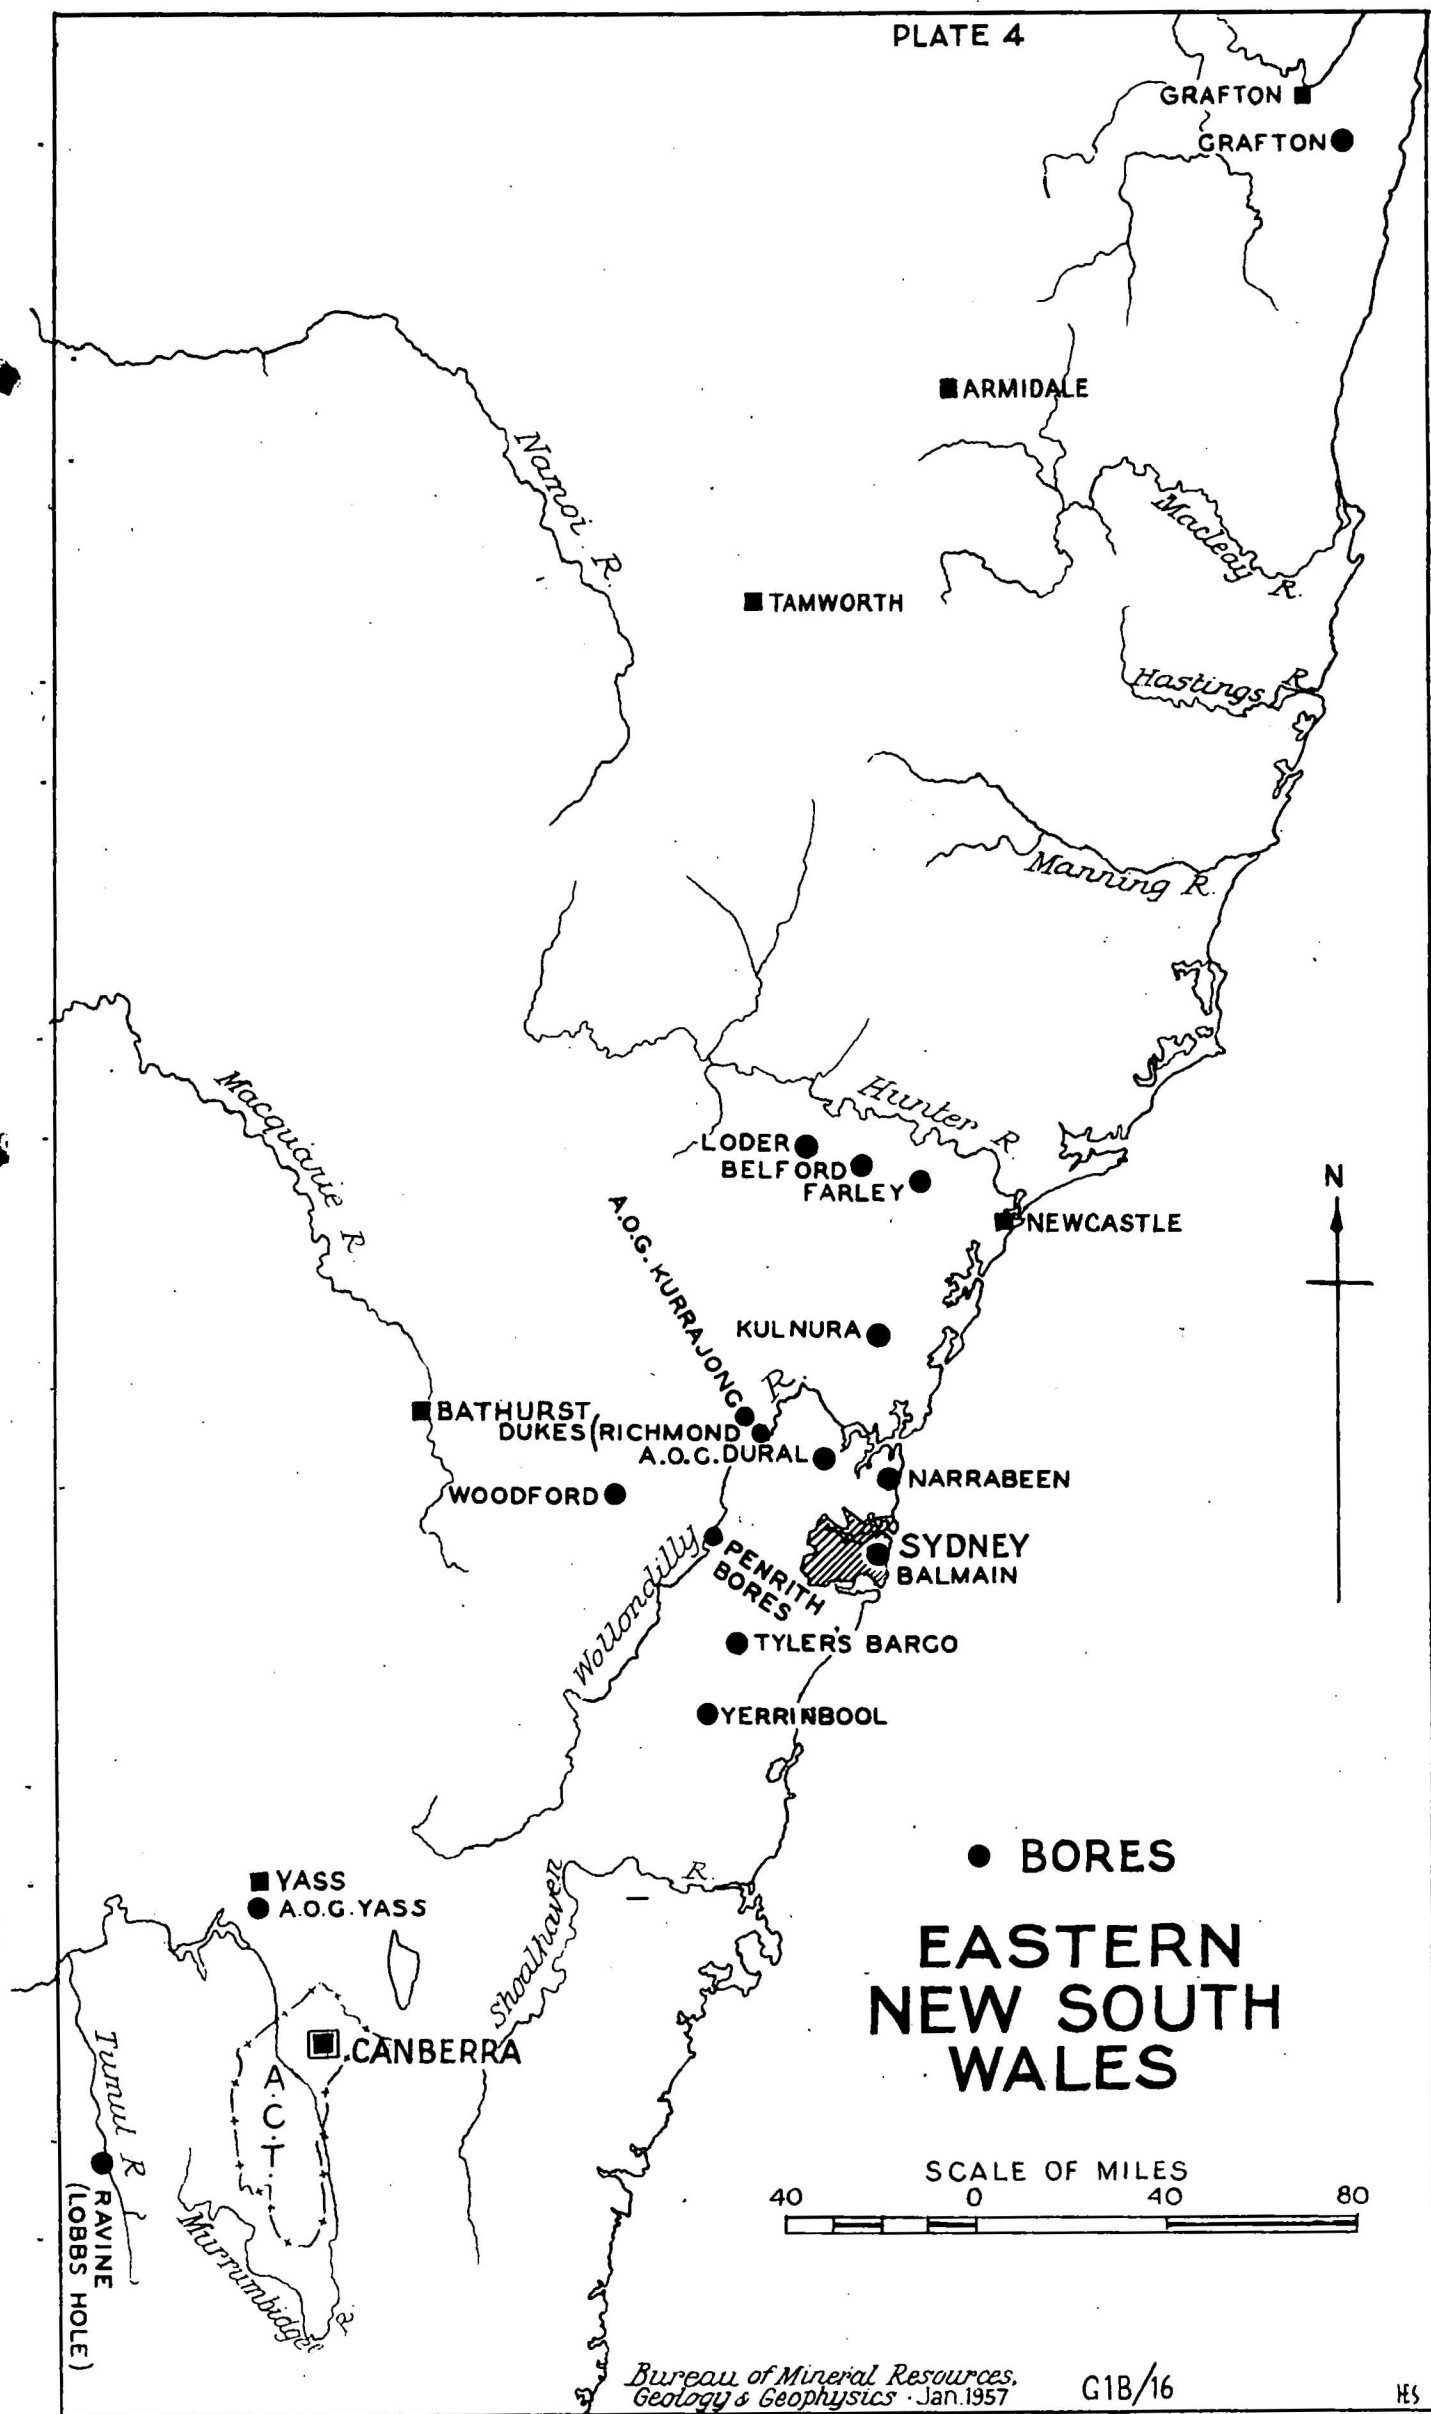 PLATE 4
GRAFTON
GRAFTON
ARMIDALE
Namoi R.
Macleay R.
TAMWORTH
Hastings R.
Manning R.
Macquarie R.
Hunter R.
LODER
BELFORD
FARLEY
NEWCASTLE
N
A.O.G. KURRAJONG
KULNURA
R.
BATHURST
DUKES (RICHMOND
A.O.G. DURAL
NARRABEEN
WOODFORD
Wollondilly
PENRITH
BORES
SYDNEY
BALMAIN
TYLER'S BARGO
YERRINBOOL
BORES
YASS
A.O.G. YASS
Shoalhaven R.
EASTERN
NEW SOUTH
WALES
CANBERRA
A.C.T.
Tumul R
RAVINE
(LOBBS HOLE)
Murrumbidgee R.
SCALE OF MILES
40 0 40 80
Bureau of Mineral Resources,
Geology & Geophysics · Jan. 1957
G1B/16
HES